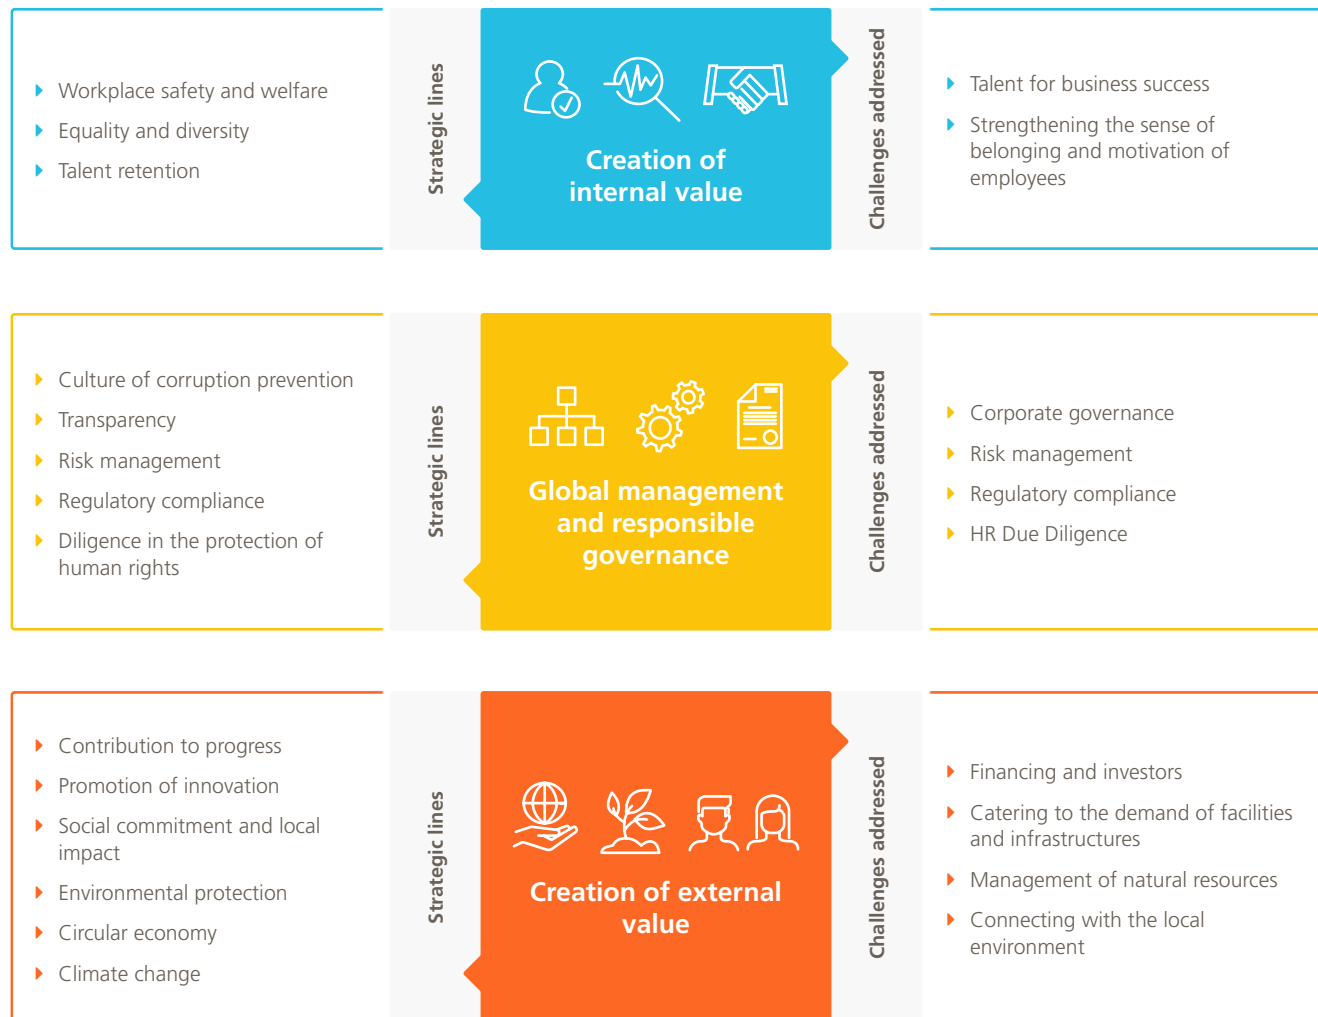 Workplace safety and welfare
Equality and diversity
Talent retention
Strategic lines
Creation of
internal value
Challenges addressed
Talent for business success
Strengthening the sense of
belonging and motivation of
employees
Culture of corruption prevention
Transparency
Risk management
Regulatory compliance
Diligence in the protection of
human rights
Strategic lines
Global management
and responsible
governance
Challenges addressed
Corporate governance
Risk management
Regulatory compliance
HR Due Diligence
Contribution to progress
Promotion of innovation
Social commitment and local
impact
Environmental protection
Circular economy
Climate change
Strategic lines
Creation of external
value
Challenges addressed
Financing and investors
Catering to the demand of facilities
and infrastructures
Management of natural resources
Connecting with the local
environment